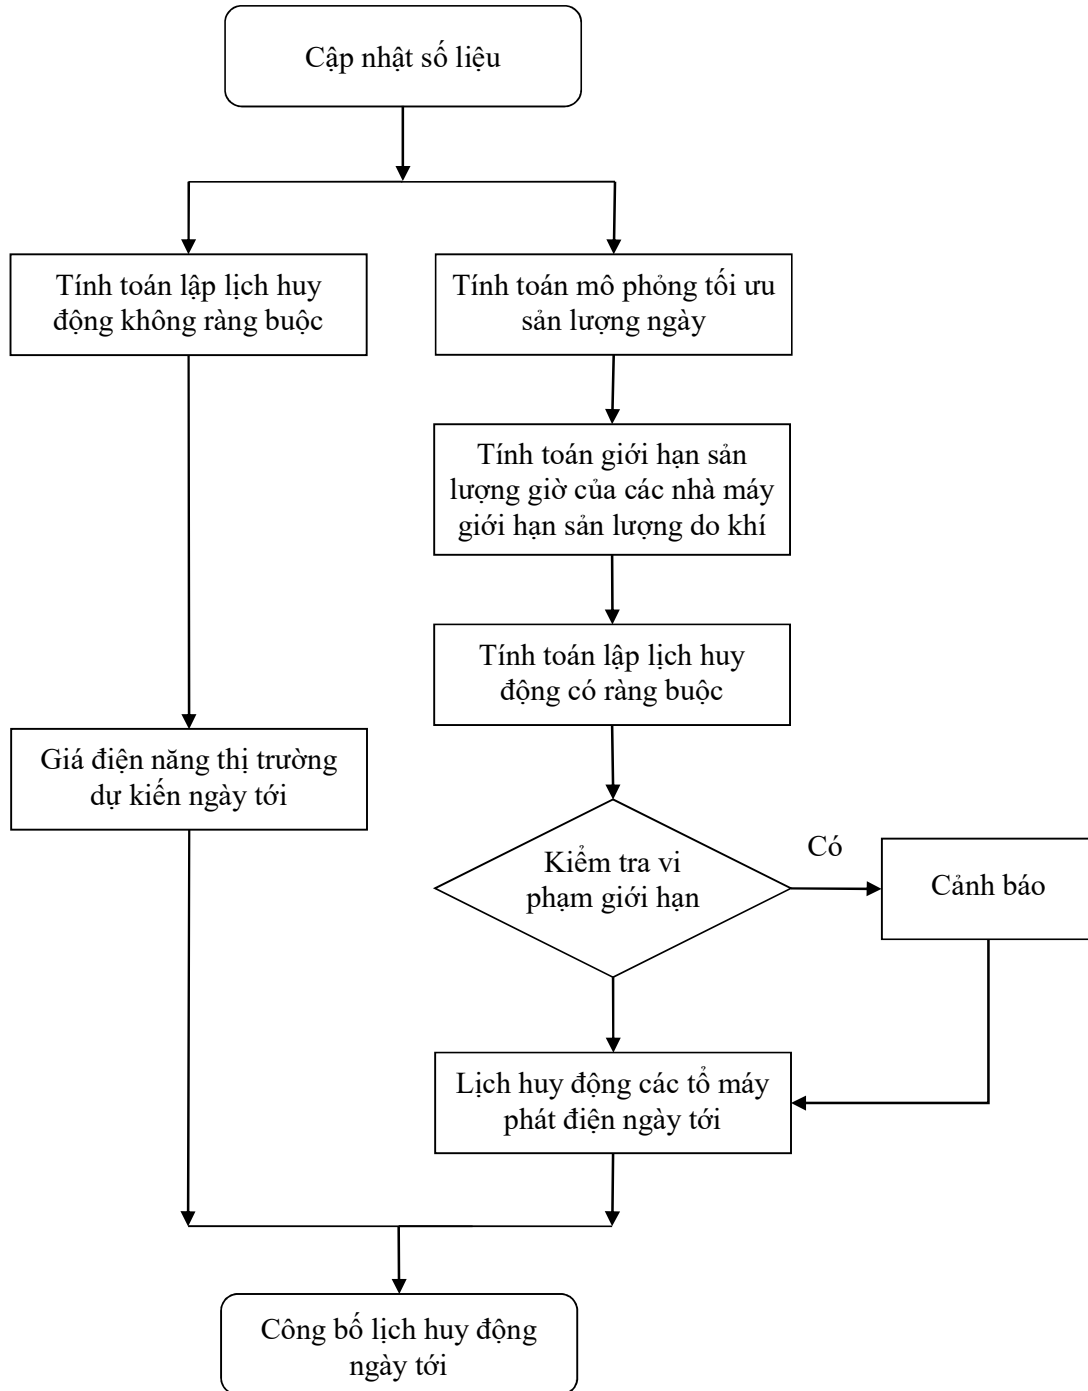 Cập nhật số liệu
Tính toán lập lịch huy
động không ràng buộc
Tính toán mô phỏng tối ưu
sản lượng ngày
Tính toán giới hạn sản
lượng giờ của các nhà máy
giới hạn sản lượng do khí
Tính toán lập lịch huy
động có ràng buộc
Giá điện năng thị trường
dự kiến ngày tới
Kiểm tra vi
phạm giới hạn
Có
Cảnh báo
Lịch huy động các tổ máy
phát điện ngày tới
Công bố lịch huy động
ngày tới